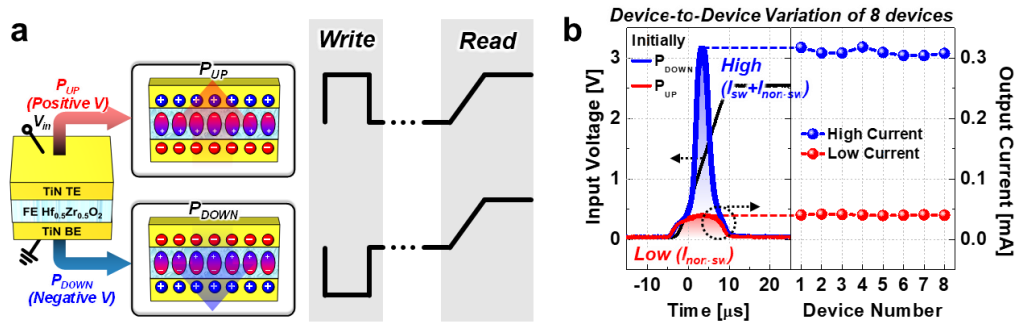 a
P_UP
(Positive V)
V_in
TiN TE
FE Hf_0.5Zr_0.5O_2
TiN BE
P_DOWN
(Negative V)
P_UP
P_DOWN
Write
Read
b
Device-to-Device Variation of 8 devices
Initially
P_DOWN
P_UP
High
(I_sw+I_non-sw)
Low (I_non-sw)
High Current
Low Current
Input Voltage [V]
3
2
1
0
-10
0
10
20
Time [µs]
1 2 3 4 5 6 7 8
Device Number
0.3
0.2
0.1
0.0
Output Current [mA]